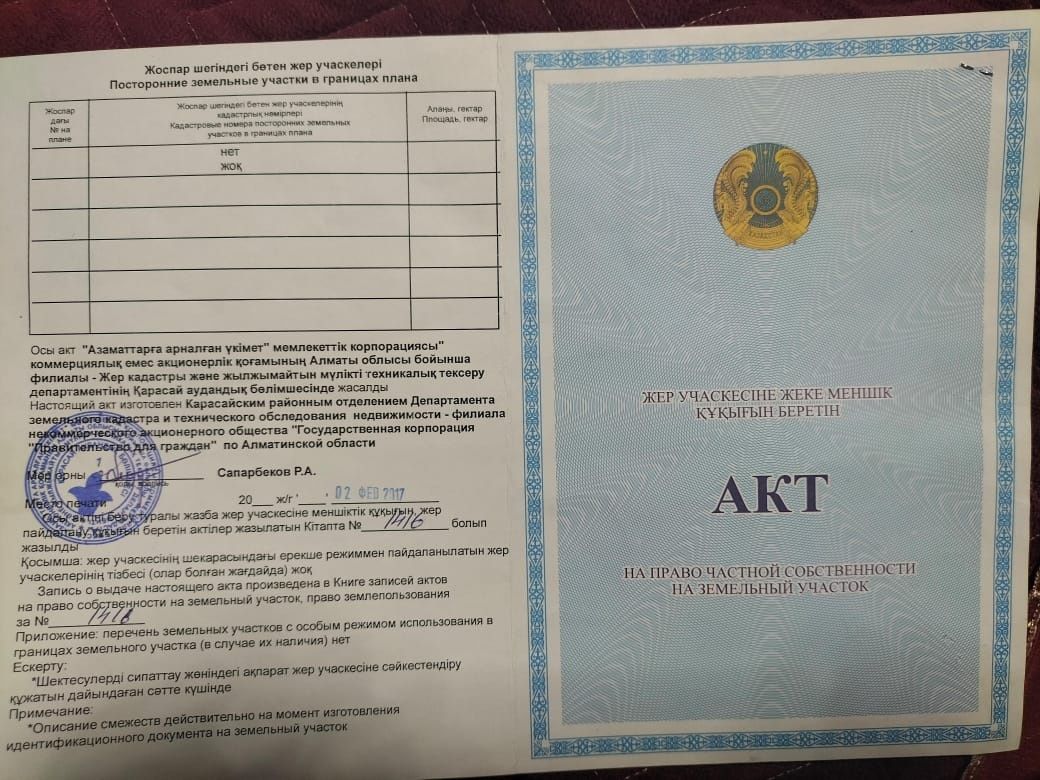 Жоспар шегіндегі бөтен жер учаскелері
Посторонние земельные участки в границах плана
Жоспар
дағы
№ на
плане
Жоспар шегіндегі бөтен жер учаскелерінің
кадастрлық нөмірлері
Кадастровые номера посторонних земельных
участков в границах плана
Алаңы, гектар
Площадь, гектар
нет
жоқ
Осы акт "Азаматтарға арналған үкімет" мемлекеттік корпорациясы"
коммерциялық емес акционерлік қоғамының Алматы облысы бойынша
филиалы - Жер кадастры және жылжымайтын мүлікті техникалық тексеру
департаментінің Қарасай аудандық бөлімшесінде жасалды
Настоящий акт изготовлен Карасайским районным отделением Департамента
земельного кадастра и технического обследования недвижимости - филиала
некоммерческого акционерного общества "Государственная корпорация
"Правительство для граждан" по Алматинской области
Мөр орны
Сапарбеков Р.А.
қолы, подпись
Место печати
20 ж/г
02 ФЕВ 2017
Осы актіні беру туралы жазба жер учаскесіне меншіктік құқығын, жер
пайдалану құқығын беретін актілер жазылатын Кітапта № 1416 болып
жазылды
Қосымша: жер учаскесінің шекарасындағы ерекше режиммен пайдаланылатын жер
учаскелерінің тізбесі (олар болған жағдайда) жоқ
Запись о выдаче настоящего акта произведена в Книге записей актов
на право собственности на земельный участок, право землепользования
за № 1416
Приложение: перечень земельных участков с особым режимом использования в
границах земельного участка (в случае их наличия) нет
Ескерту:
*Шектесулерді сипаттау жөніндегі ақпарат жер учаскесіне сәйкестендіру
құжатын дайындаған сәтте күшінде
Примечание:
*Описание смежеств действительно на момент изготовления
идентификационного документа на земельный участок
ЖЕР УЧАСКЕСІНЕ ЖЕКЕ МЕНШІК
ҚҰҚЫҒЫН БЕРЕТІН
АКТ
НА ПРАВО ЧАСТНОЙ СОБСТВЕННОСТИ
НА ЗЕМЕЛЬНЫЙ УЧАСТОК